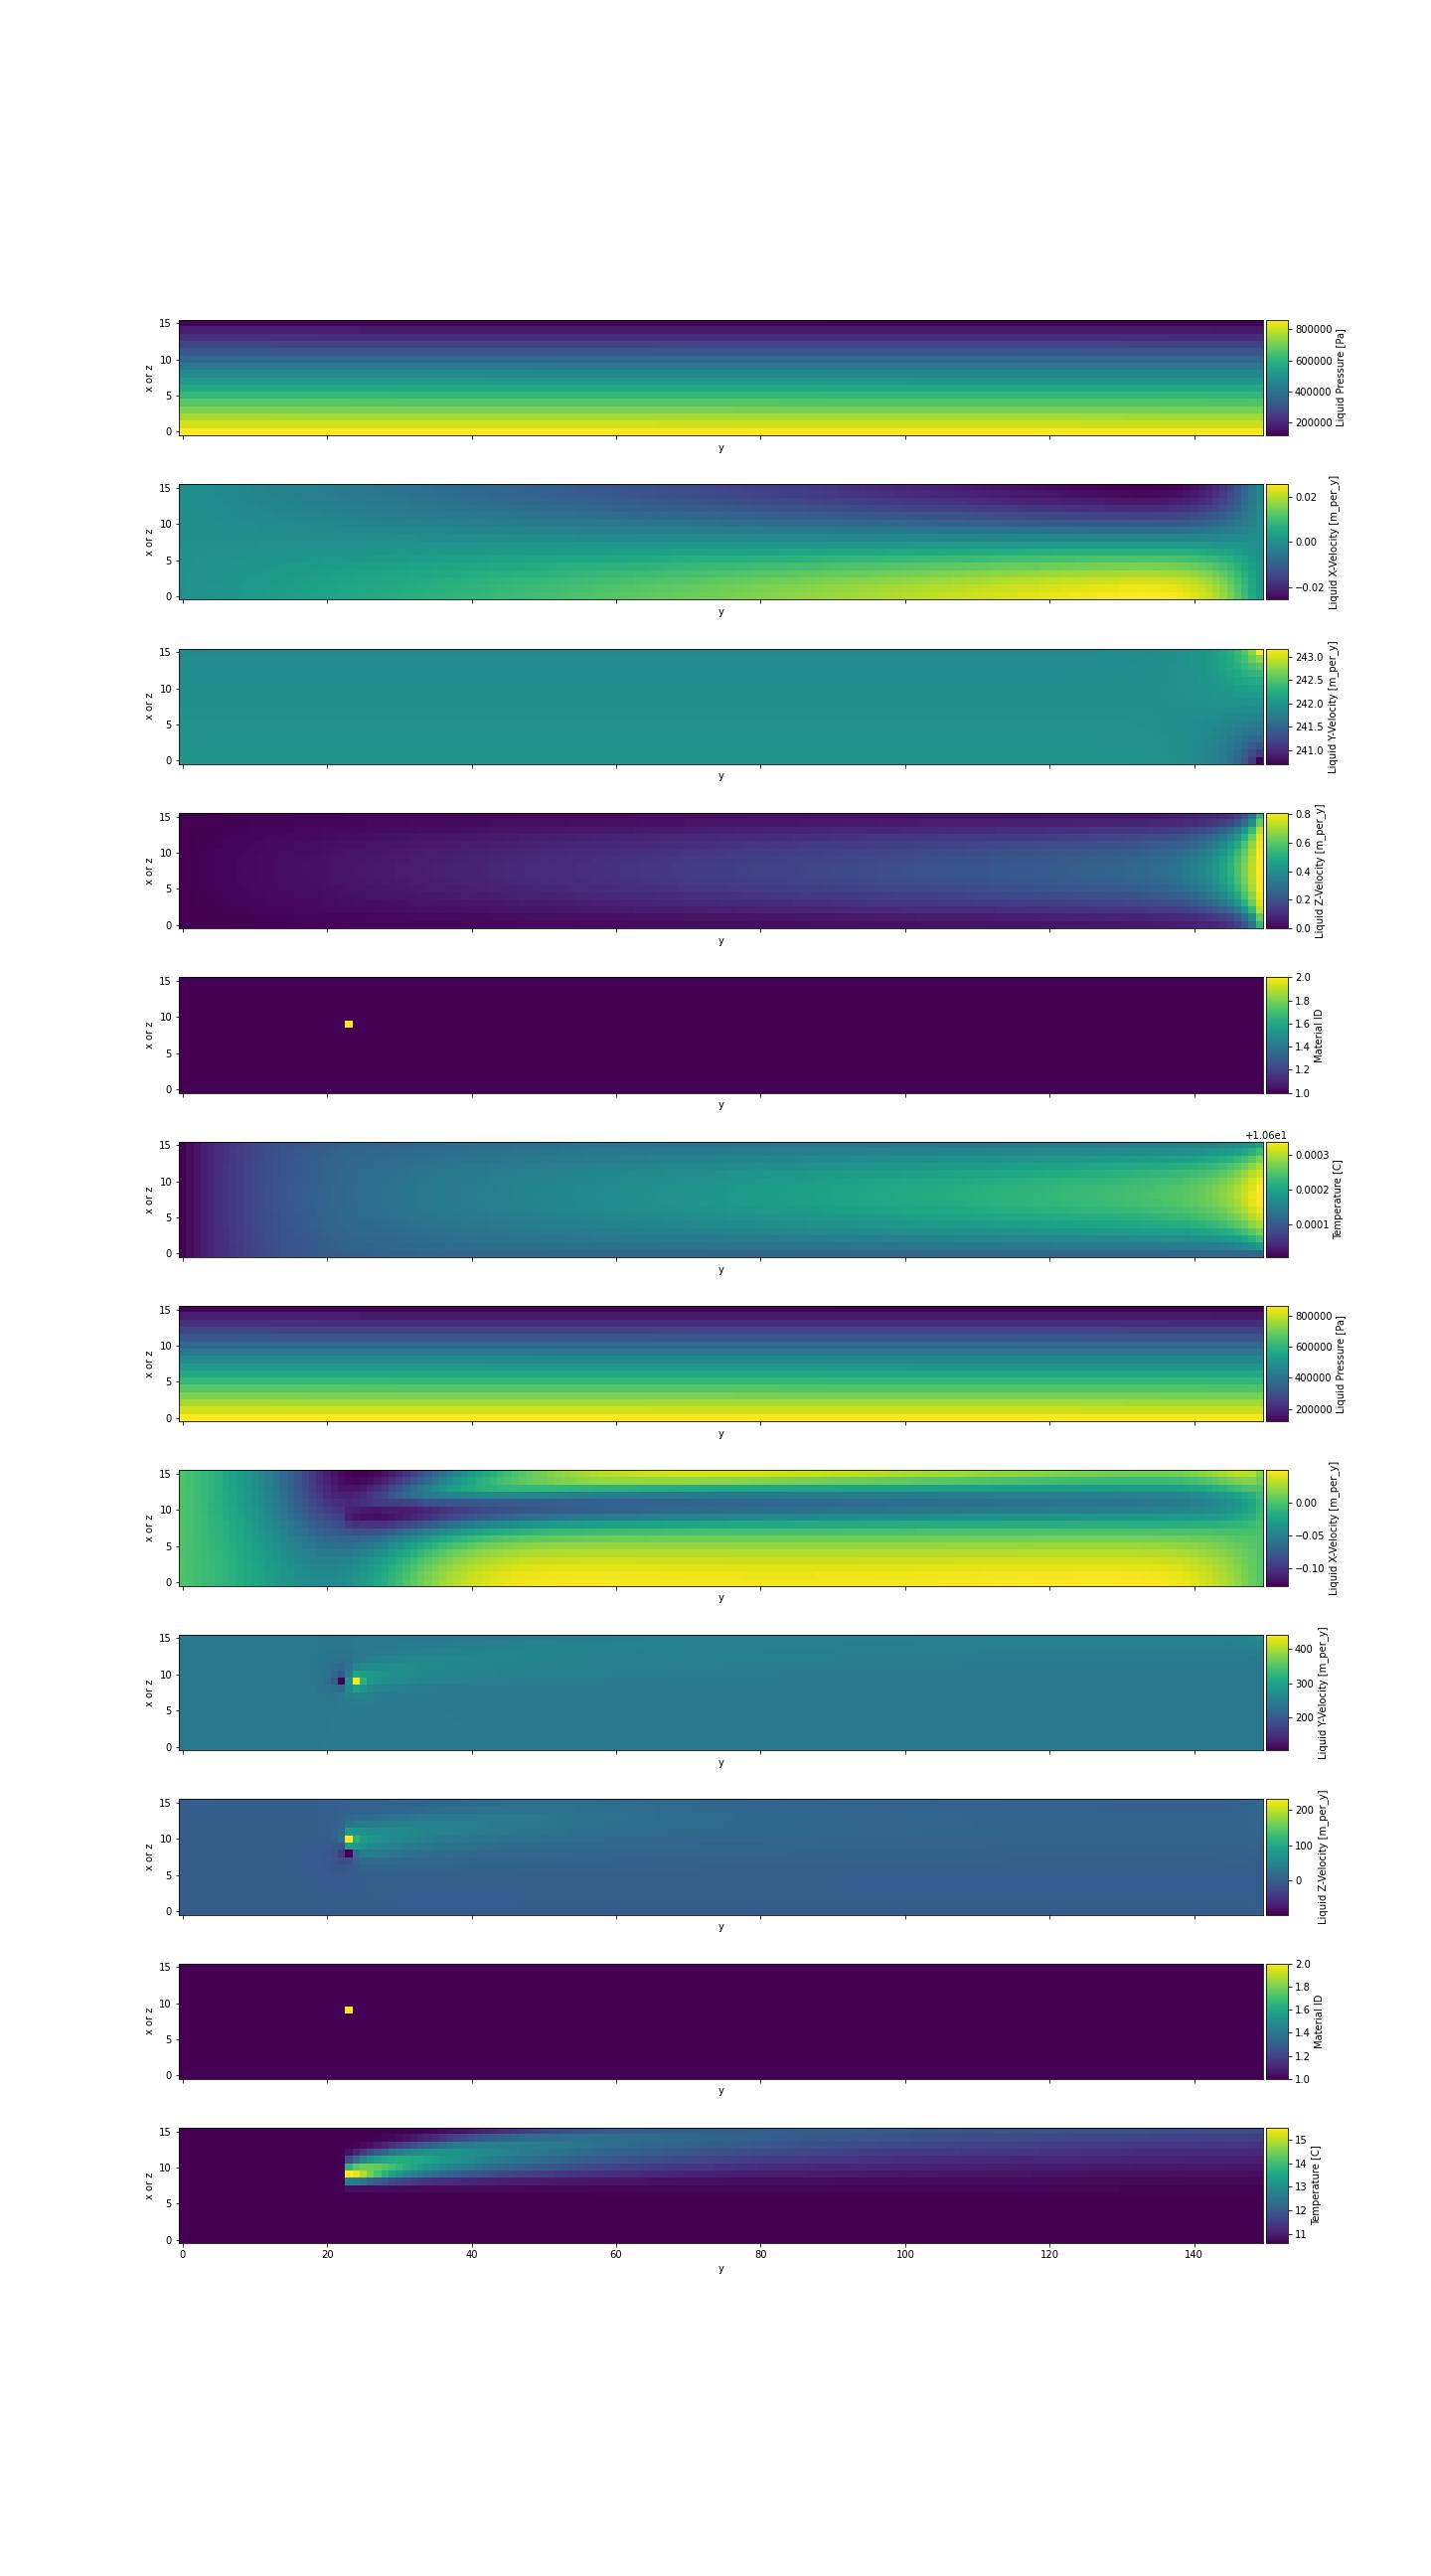 15
10
5
0
x or z
y
800000
600000
400000
200000
Liquid Pressure [Pa]
15
10
5
0
x or z
y
0.02
0.00
−0.02
Liquid X-Velocity [m_per_y]
15
10
5
0
x or z
y
243.0
242.5
242.0
241.5
241.0
Liquid Y-Velocity [m_per_y]
15
10
5
0
x or z
y
0.8
0.6
0.4
0.2
0.0
Liquid Z-Velocity [m_per_y]
15
10
5
0
x or z
y
2.0
1.8
1.6
1.4
1.2
1.0
Material ID
+1.06e1
15
10
5
0
x or z
y
0.0003
0.0002
0.0001
Temperature [C]
15
10
5
0
x or z
y
800000
600000
400000
200000
Liquid Pressure [Pa]
15
10
5
0
x or z
y
0.00
−0.05
−0.10
Liquid X-Velocity [m_per_y]
15
10
5
0
x or z
y
400
300
200
Liquid Y-Velocity [m_per_y]
15
10
5
0
x or z
y
200
100
0
Liquid Z-Velocity [m_per_y]
15
10
5
0
x or z
y
2.0
1.8
1.6
1.4
1.2
1.0
Material ID
15
10
5
0
x or z
15
14
13
12
11
Temperature [C]
0 20 40 60 80 100 120 140
y